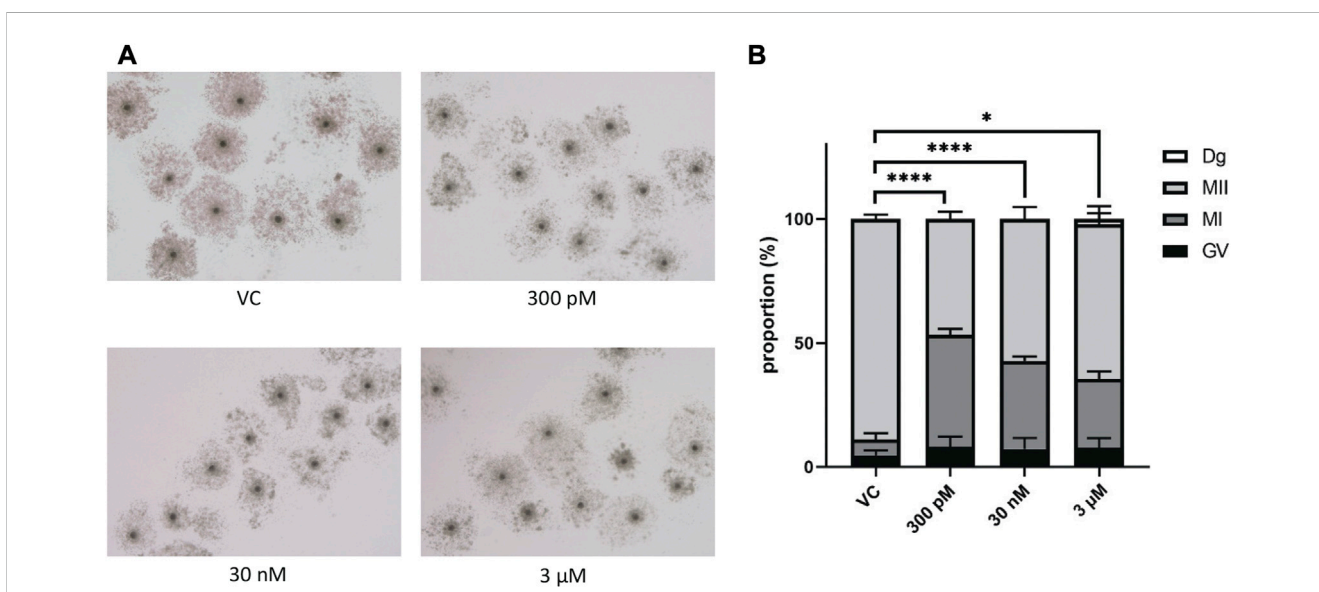 A
VC
300 pM
30 nM
3 µM
B
*
****
****
proportion (%)
100
50
0
VC
300 pM
30 nM
3 µM
Dg
MII
MI
GV